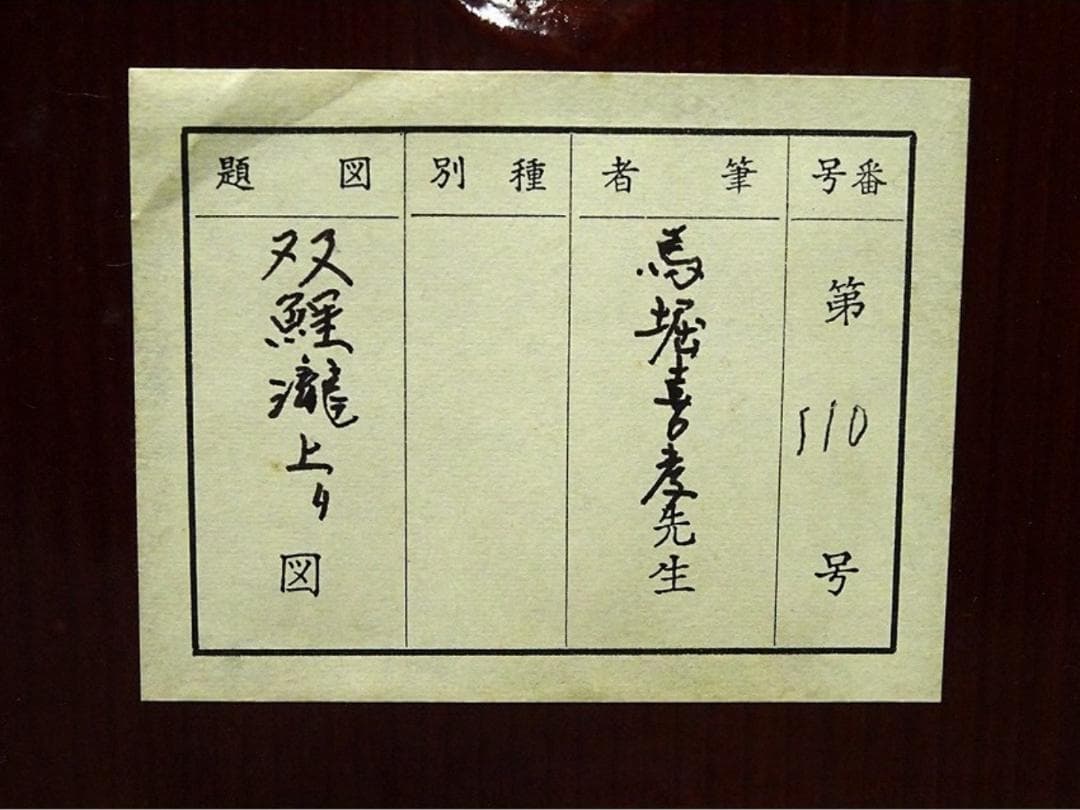 番号
第510号
筆者
馬堀喜孝先生
種別
図題
双鯉瀧上り図